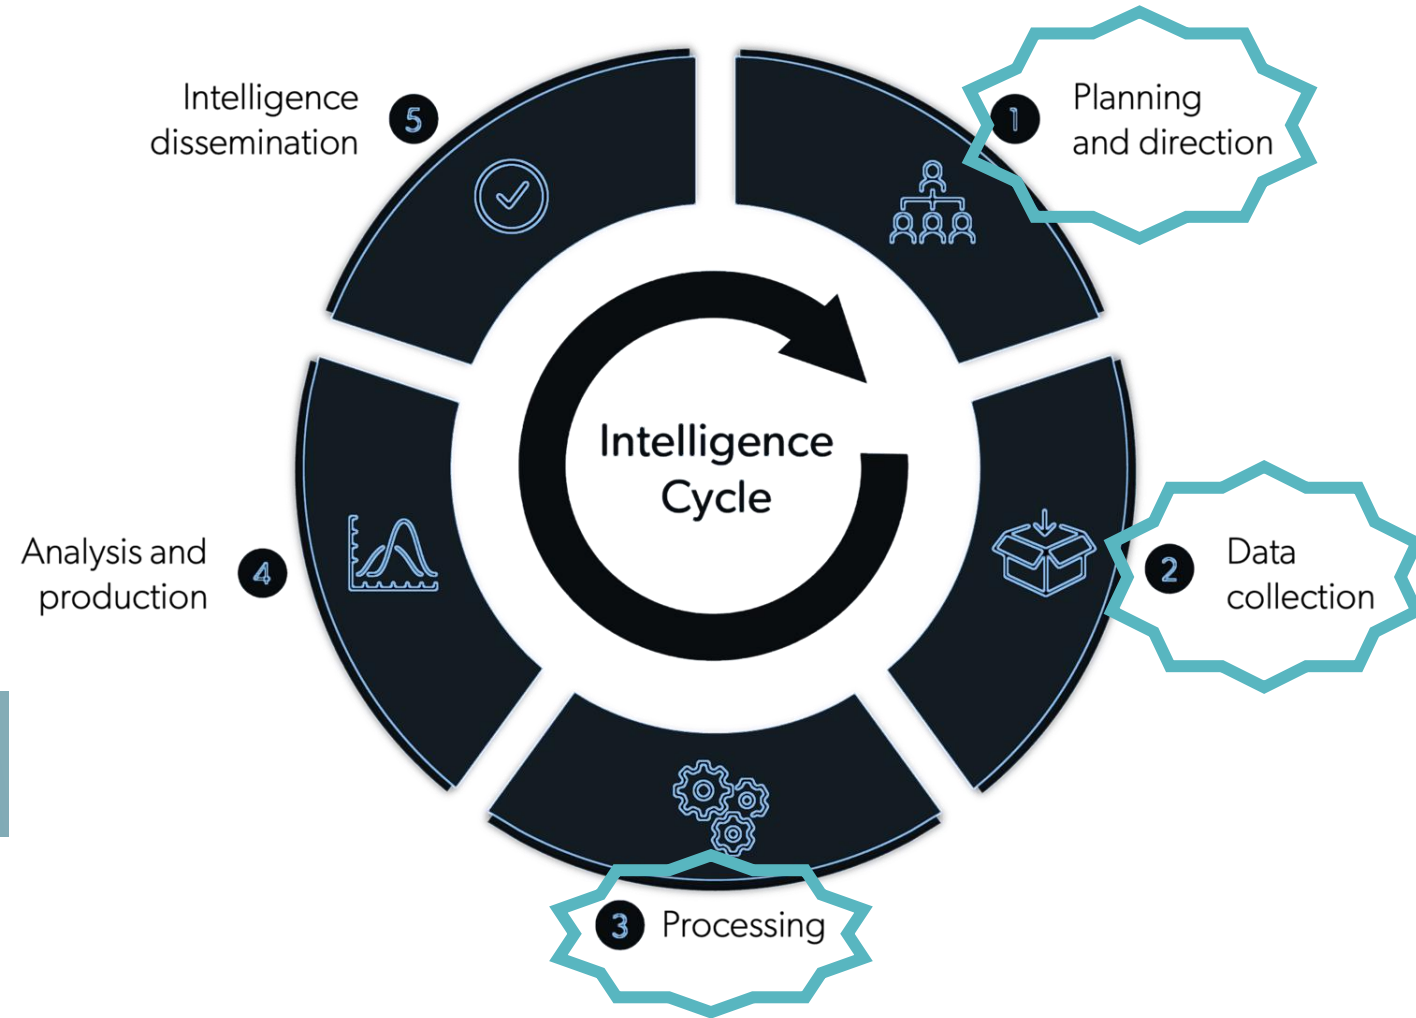 Intelligence
Cycle
1
Planning
and direction
2
Data
collection
3 Processing
4
Analysis and
production
5
Intelligence
dissemination